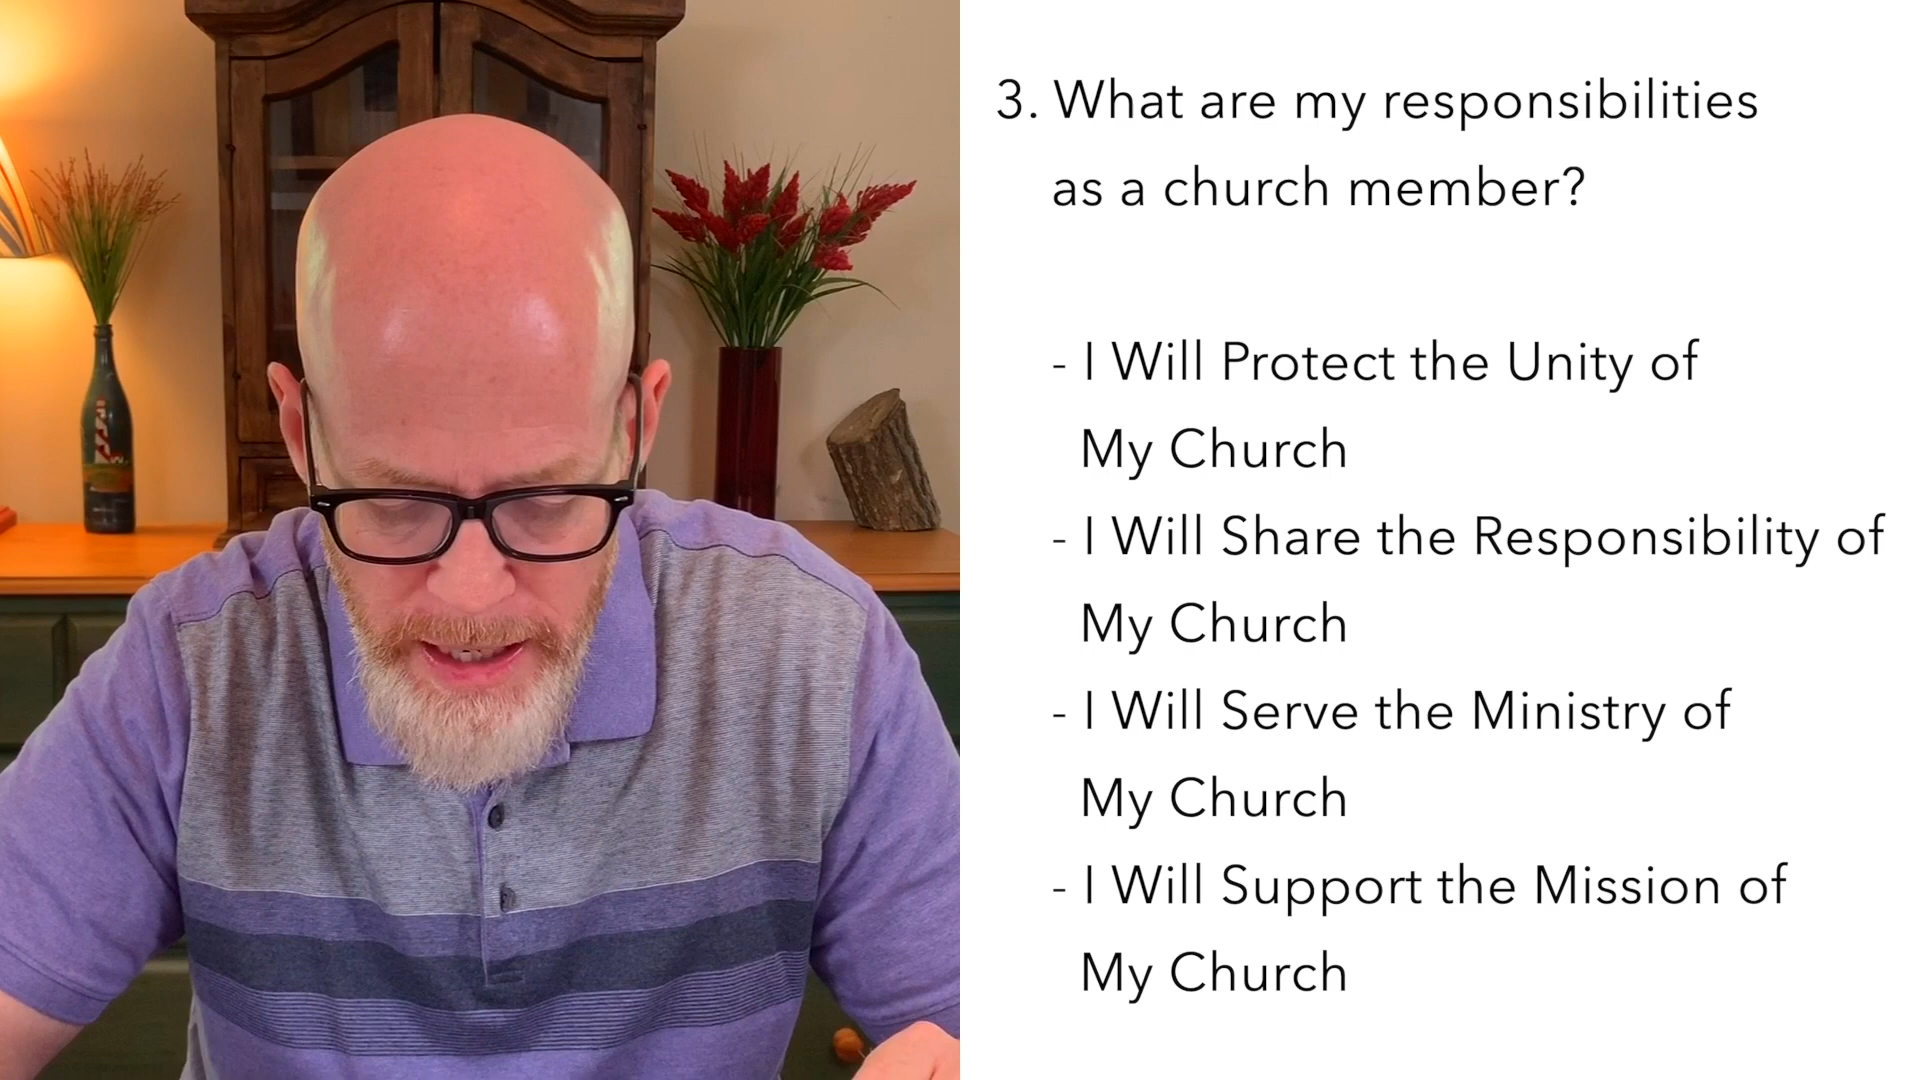 3. What are my responsibilities
as a church member?
- I Will Protect the Unity of
My Church
- I Will Share the Responsibility of
My Church
- I Will Serve the Ministry of
My Church
- I Will Support the Mission of
My Church